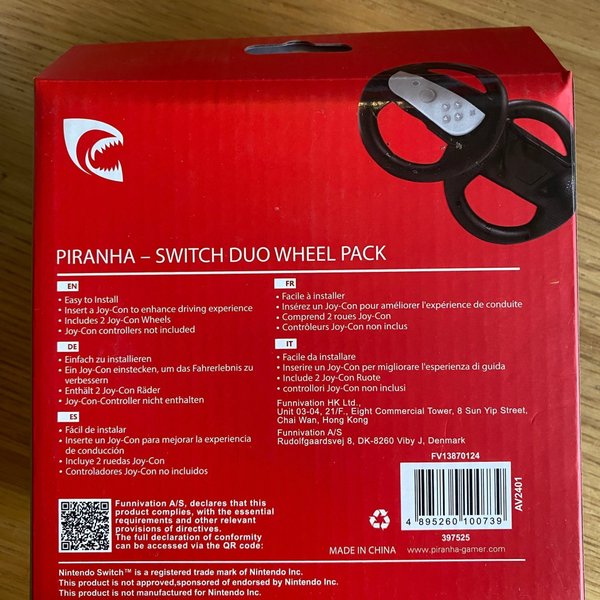 PIRANHA – SWITCH DUO WHEEL PACK
EN
• Easy to Install
• Insert a Joy-Con to enhance driving experience
• Includes 2 Joy-Con Wheels
• Joy-Con controllers not included
DE
• Einfach zu installieren
• Ein Joy-Con einstecken, um das Fahrerlebnis zu
verbessern
• Enthält 2 Joy-Con Räder
• Joy-Con-Controller nicht enthalten
ES
• Fácil de instalar
• Inserte un Joy-Con para mejorar la experiencia
de conducción
• Incluye 2 ruedas Joy-Con
• Controladores Joy-Con no incluidos
FR
• Facile à installer
• Insérez un Joy-Con pour améliorer l'expérience de conduite
• Comprend 2 roues Joy-Con
• Contrôleurs Joy-Con non inclus
IT
• Facile da installare
• Inserire un Joy-Con per migliorare l'esperienza di guida
• Include 2 Joy-Con Ruote
• controllori Joy-Con non inclusi
Funnivation HK Ltd.,
Unit 03-04, 21/F., Eight Commercial Tower, 8 Sun Yip Street,
Chai Wan, Hong Kong
Funnivation A/S
Rudolfgaardsvej 8, DK-8260 Viby J, Denmark
FV13870124
4 895260 100739
AV2401
397525
Funnivation A/S, declares that this
product complies, with the essential
requirements and other relevant
provisions of directives.
The full declaration of conformity
can be accessed via the QR code:
MADE IN CHINA
www.piranha-gamer.com
Nintendo Switch™ is a registered trade mark of Nintendo Inc.
This product is not approved,sponsored of endorsed by Nintendo Inc.
This product is not manufactured for Nintendo Inc.